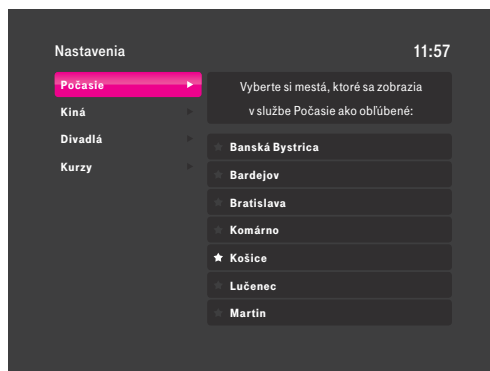 Nastavenia
11:57
Počasie
Kiná
Divadlá
Kurzy
Vyberte si mestá, ktoré sa zobrazia
v službe Počasie ako obľúbené:
Banská Bystrica
Bardejov
Bratislava
Komárno
Košice
Lučenec
Martin